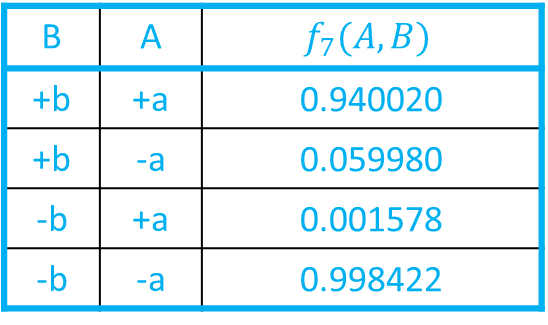 B A f₇(A, B)
+b +a 0.940020
+b -a 0.059980
-b +a 0.001578
-b -a 0.998422